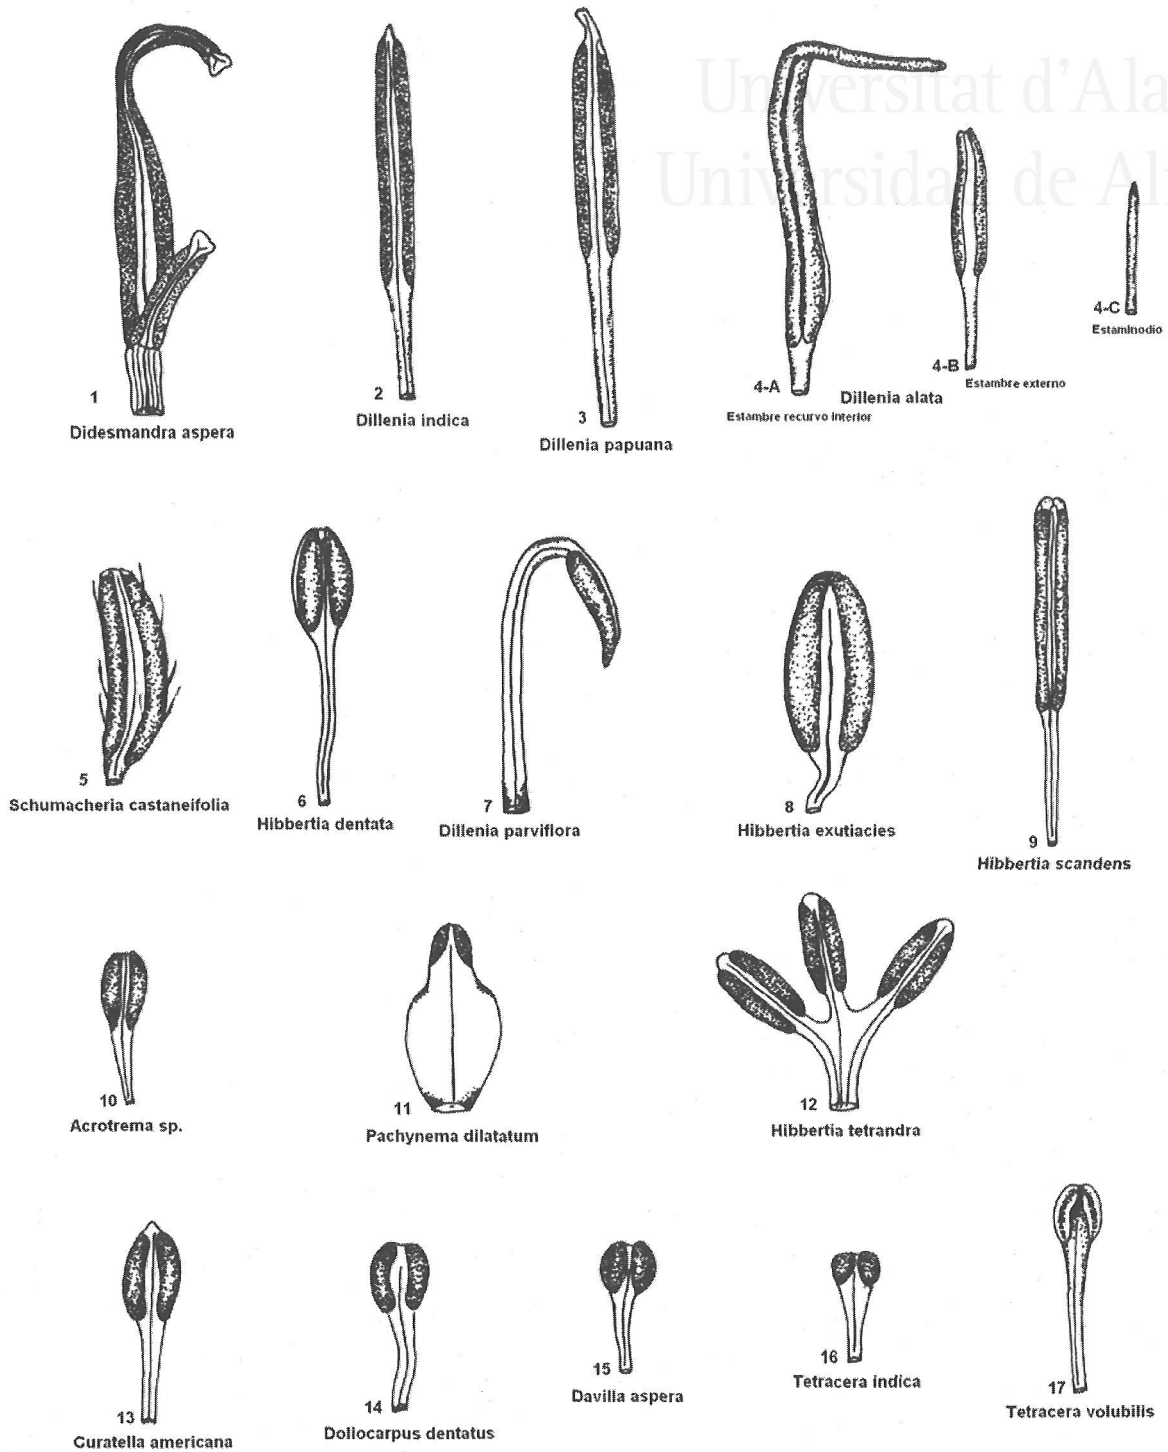 Universitat d'Ala
Universidad de Ali
1
Didesmandra aspera
2
Dillenia indica
3
Dillenia papuana
4-A
Estambre recurvo interior
Dillenia alata
4-B
Estambre externo
4-C
Estaminodio
5
Schumacheria castaneifolia
6
Hibbertia dentata
7
Dillenia parviflora
8
Hibbertia exutiacies
9
Hibbertia scandens
10
Acrotrema sp.
11
Pachynema dilatatum
12
Hibbertia tetrandra
13
Curatella americana
14
Doliocarpus dentatus
15
Davilla aspera
16
Tetracera indica
17
Tetracera volubilis